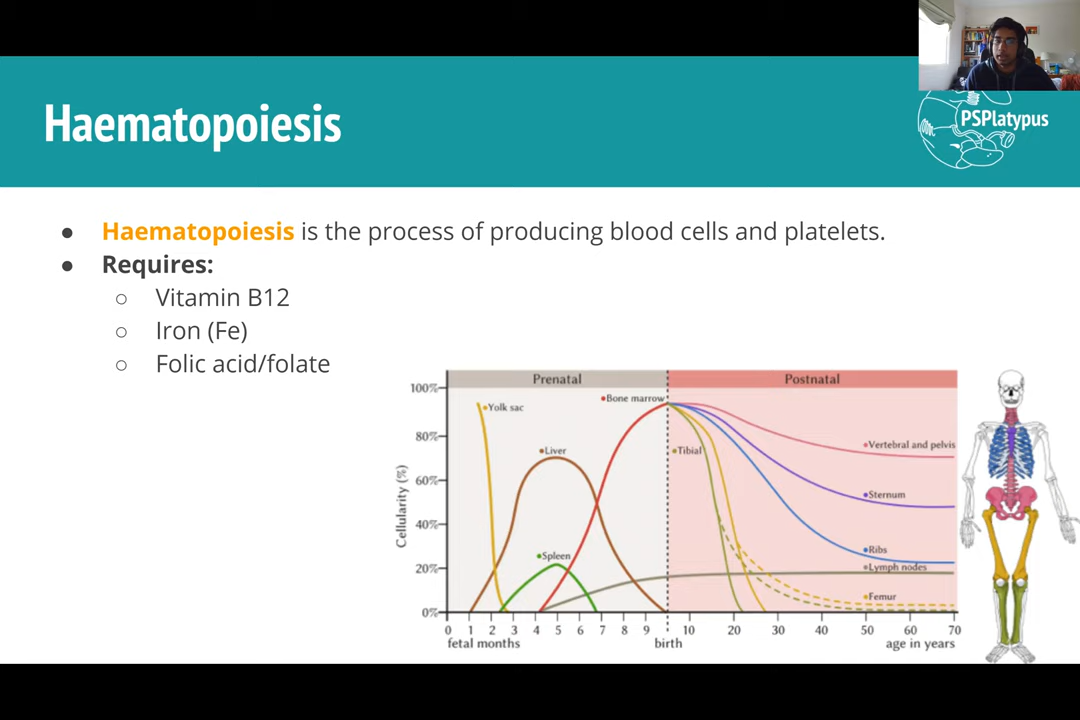 Haematopoiesis
PSPlatypus
● Haematopoiesis is the process of producing blood cells and platelets.
● Requires:
○ Vitamin B12
○ Iron (Fe)
○ Folic acid/folate
Prenatal
Postnatal
Cellularity (%)
100%
80%
60%
40%
20%
0%
Yolk sac
Liver
Spleen
Bone marrow
Tibial
Vertebral and pelvis
Sternum
Ribs
Lymph nodes
Femur
0 1 2 3 4 5 6 7 8 9 10 20 30 40 50 60 70
fetal months birth age in years